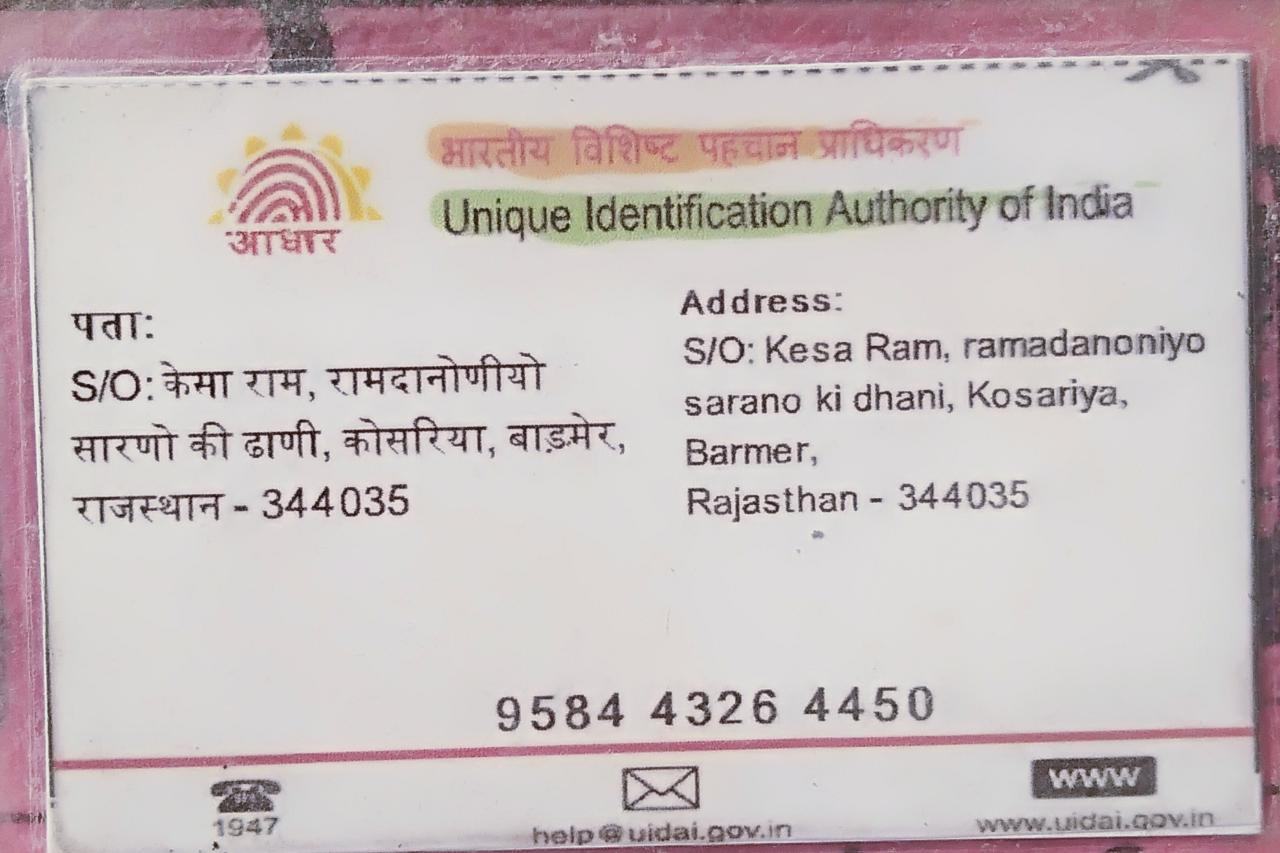 भारतीय विशिष्ट पहचान प्राधिकरण
Unique Identification Authority of India
आधार
पता:
S/O: केसा राम, रामदानोणीयो
सारणो की ढाणी, कोसरिया, बाड़मेर,
राजस्थान - 344035
Address:
S/O: Kesa Ram, ramadanoniyo
sarano ki dhani, Kosariya,
Barmer,
Rajasthan - 344035
9584 4326 4450
1947
help@uidai.gov.in
www
www.uidai.gov.in